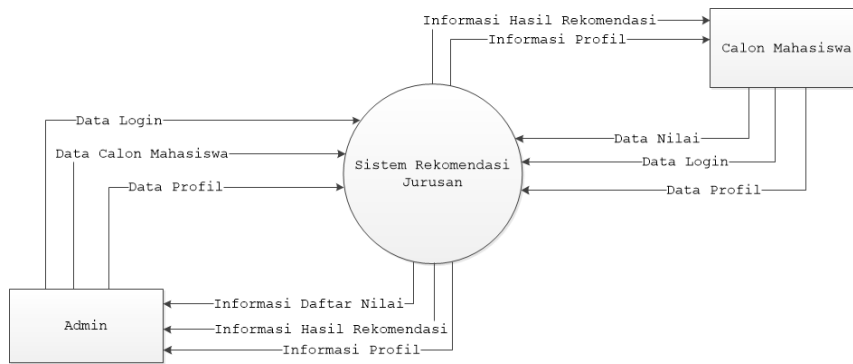 Informasi Hasil Rekomendasi
Informasi Profil
Calon Mahasiswa
Data Login
Data Calon Mahasiswa
Data Profil
Sistem Rekomendasi
Jurusan
Data Nilai
Data Login
Data Profil
Admin
Informasi Daftar Nilai
Informasi Hasil Rekomendasi
Informasi Profil